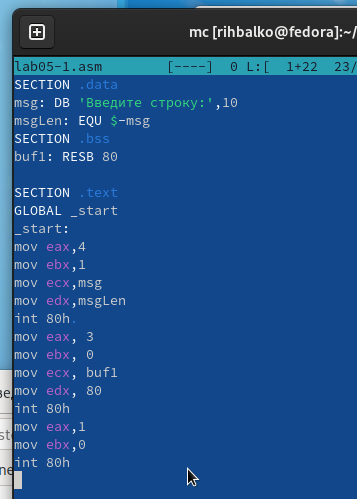 mc [rihbalko@fedora]:~/
lab05-1.asm [----] 0 L:[ 1+22 23/
SECTION .data
msg: DB 'Введите строку:',10
msgLen: EQU $-msg
SECTION .bss
buf1: RESB 80
SECTION .text
GLOBAL _start
_start:
mov eax,4
mov ebx,1
mov ecx,msg
mov edx,msgLen
int 80h.
mov eax, 3
mov ebx, 0
mov ecx, buf1
mov edx, 80
int 80h
mov eax,1
mov ebx,0
int 80h